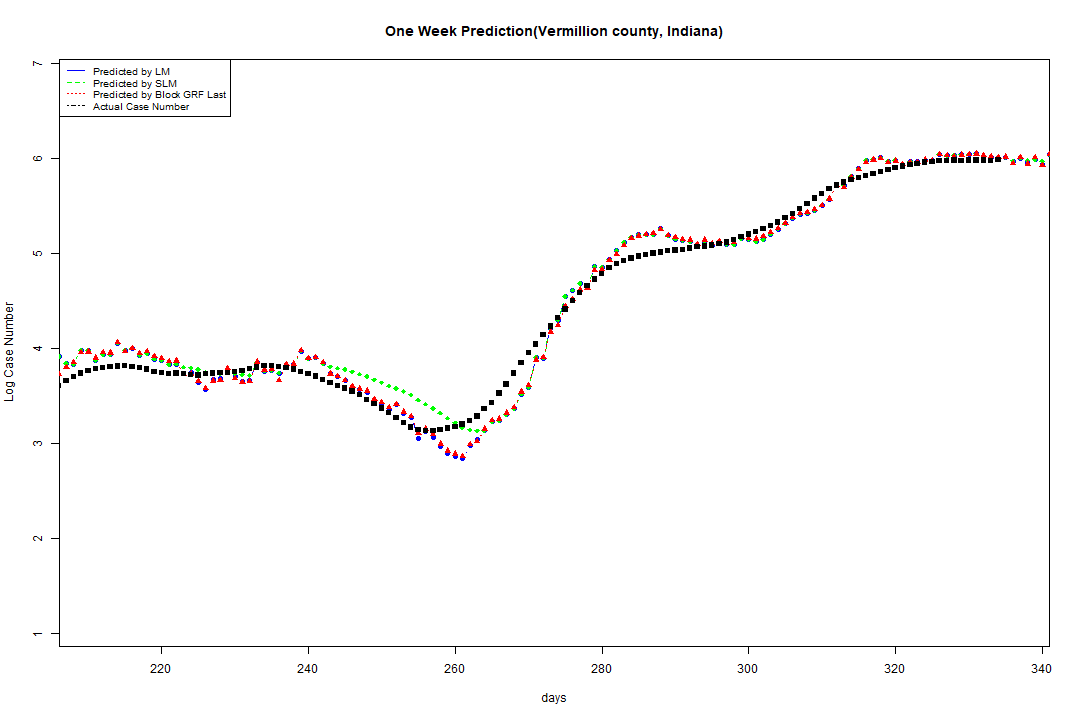 One Week Prediction(Vermillion county, Indiana)
Predicted by LM
Predicted by SLM
Predicted by Block GRF Last
Actual Case Number
7
6
5
4
3
2
1
Log Case Number
220 240 260 280 300 320 340
days